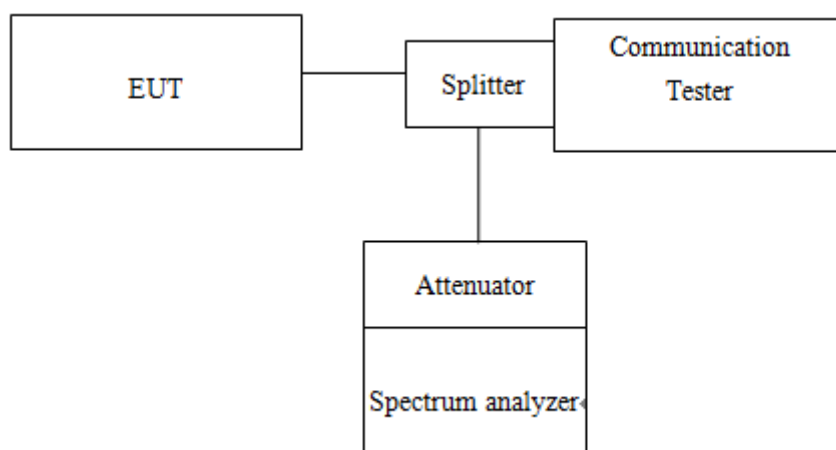 EUT
Splitter
Communication
Tester
Attenuator
Spectrum analyzer